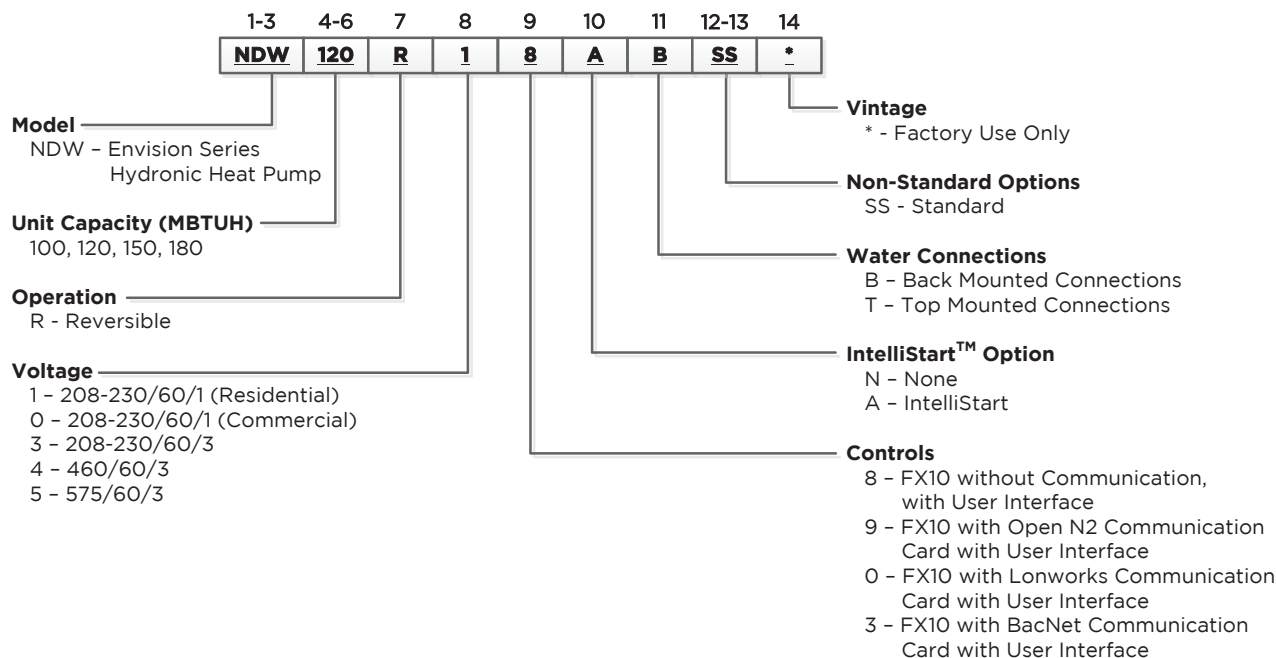 1-3 4-6 7 8 9 10 11 12-13 14
NDW 120 R 1 8 A B SS *
Model
NDW – Envision Series
Hydronic Heat Pump
Unit Capacity (MBTUH)
100, 120, 150, 180
Operation
R - Reversible
Voltage
1 – 208-230/60/1 (Residential)
0 – 208-230/60/1 (Commercial)
3 – 208-230/60/3
4 – 460/60/3
5 – 575/60/3
Vintage
* - Factory Use Only
Non-Standard Options
SS - Standard
Water Connections
B – Back Mounted Connections
T – Top Mounted Connections
IntelliStart™ Option
N – None
A – IntelliStart
Controls
8 – FX10 without Communication,
with User Interface
9 – FX10 with Open N2 Communication
Card with User Interface
0 – FX10 with Lonworks Communication
Card with User Interface
3 – FX10 with BacNet Communication
Card with User Interface